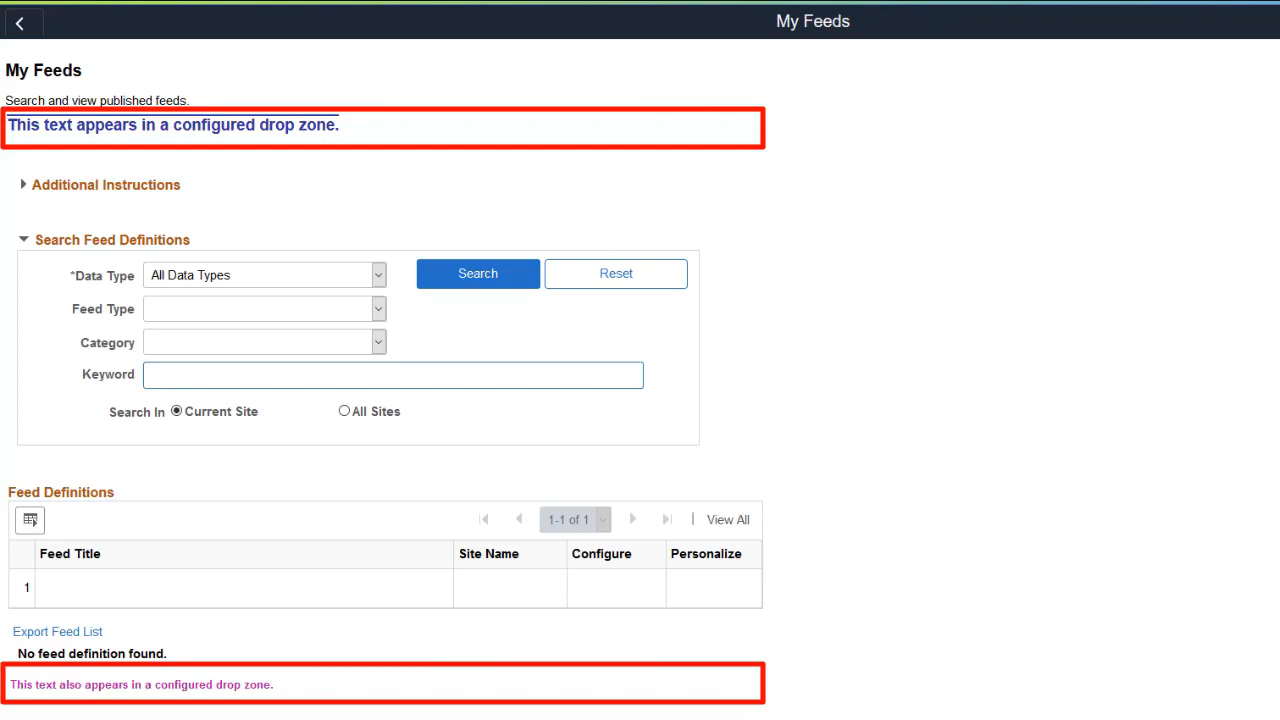 My Feeds
My Feeds
Search and view published feeds.
This text appears in a configured drop zone.
Additional Instructions
Search Feed Definitions
*Data Type All Data Types Search Reset
Feed Type
Category
Keyword
Search In Current Site All Sites
Feed Definitions
1-1 of 1 | View All
Feed Title Site Name Configure Personalize
1
Export Feed List
No feed definition found.
This text also appears in a configured drop zone.